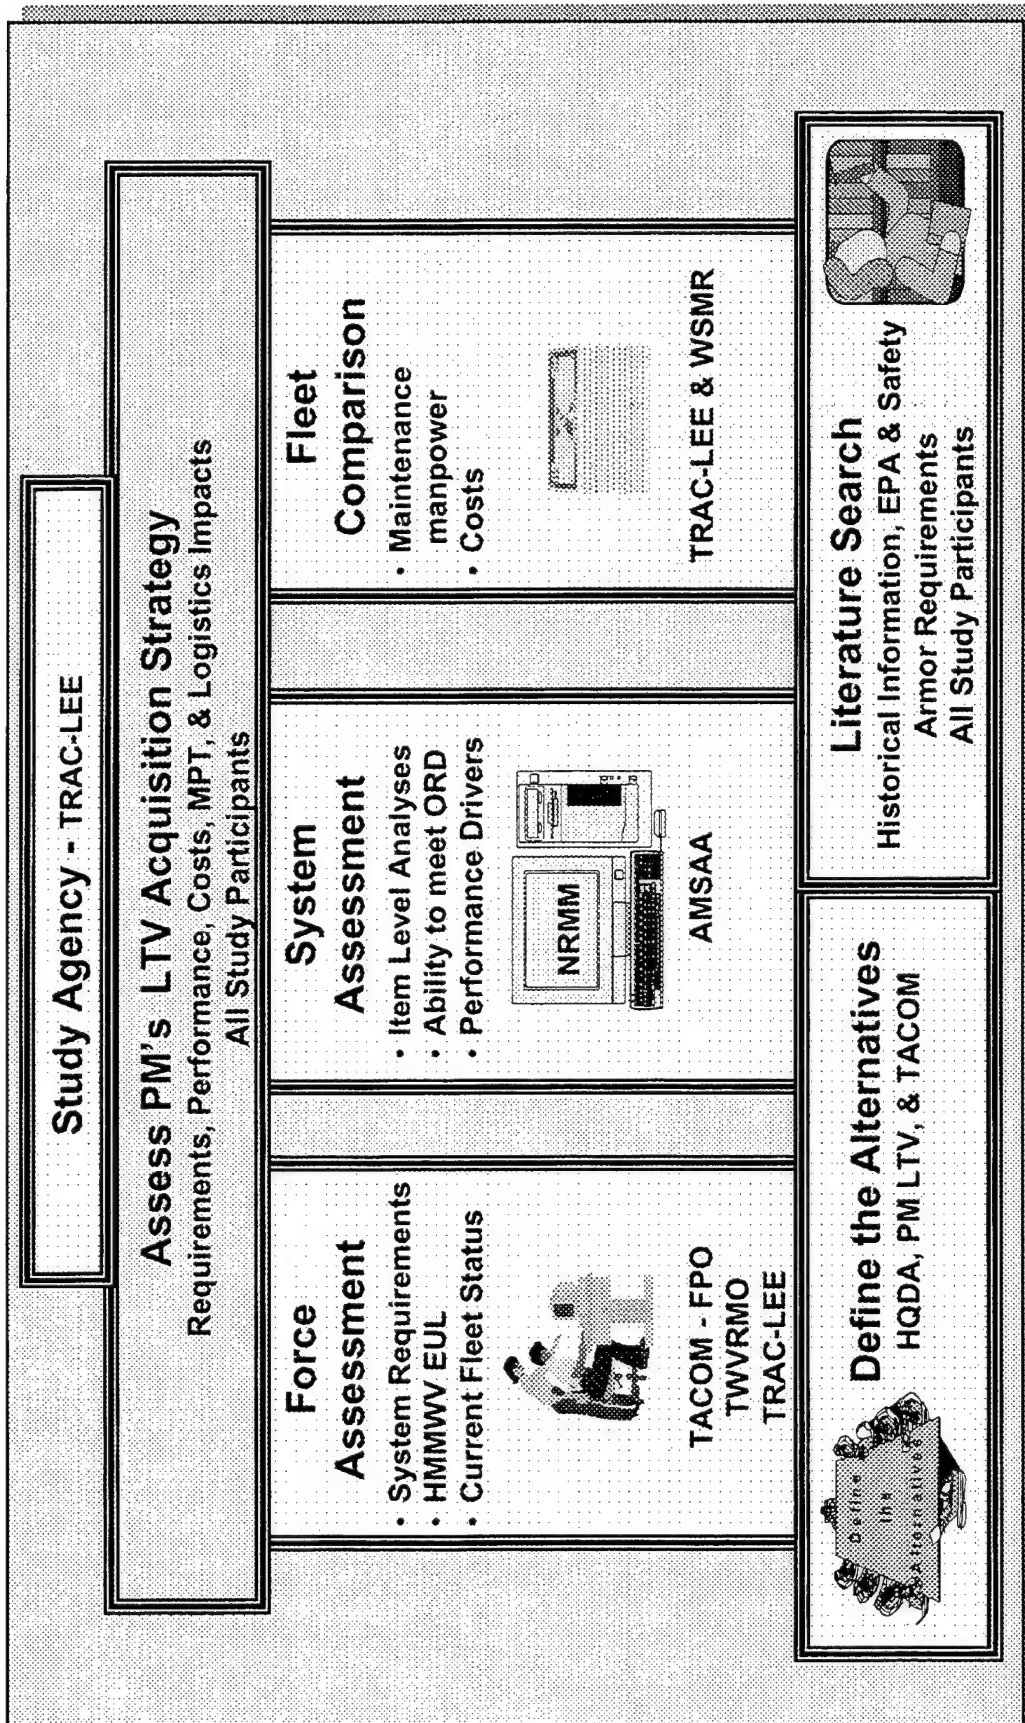 Study Agency - TRAC-LEE
Assess PM's LTV Acquisition Strategy
Requirements, Performance, Costs, MPT, & Logistics Impacts
All Study Participants
Force
Assessment
• System Requirements
• HMMWV EUL
• Current Fleet Status
TACOM - FPO
TWVRMO
TRAC-LEE
System
Assessment
• Item Level Analyses
• Ability to meet ORD
• Performance Drivers
NRMM
AMSAA
Fleet
Comparison
• Maintenance
manpower
• Costs
TRAC-LEE & WSMR
Define
the
Alternatives
Define the Alternatives
HQDA, PM LTV, & TACOM
Literature Search
Historical Information, EPA & Safety
Armor Requirements
All Study Participants